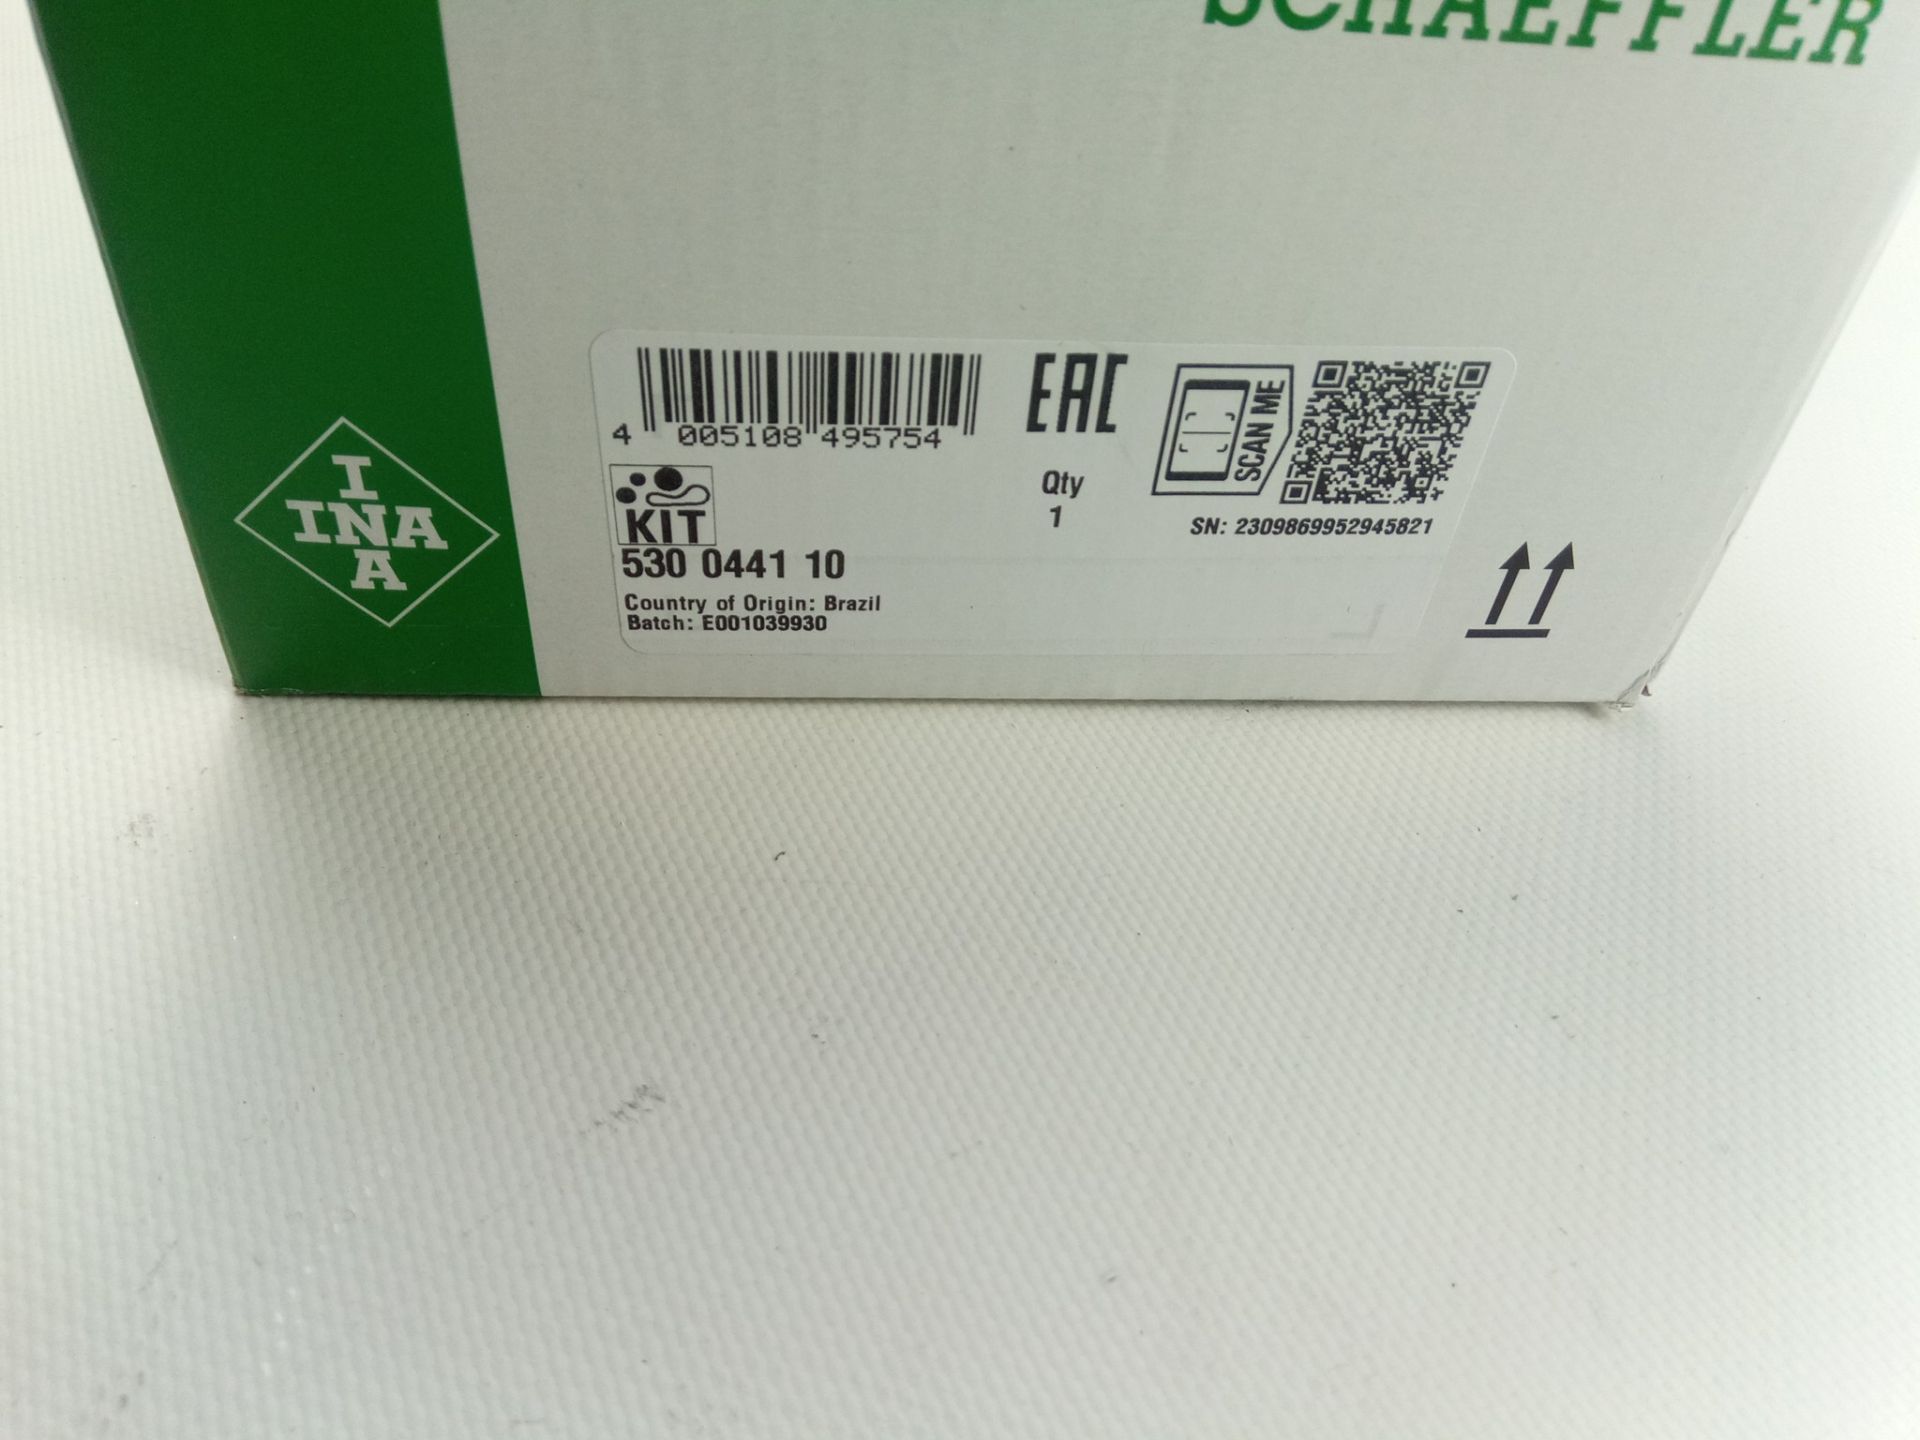 SCHAEFFLER
INA
INA
4 005108 495754
EAC
SCAN ME
KIT
Qty
1
SN: 2309869952945821
530 0441 10
Country of Origin: Brazil
Batch: E001039930